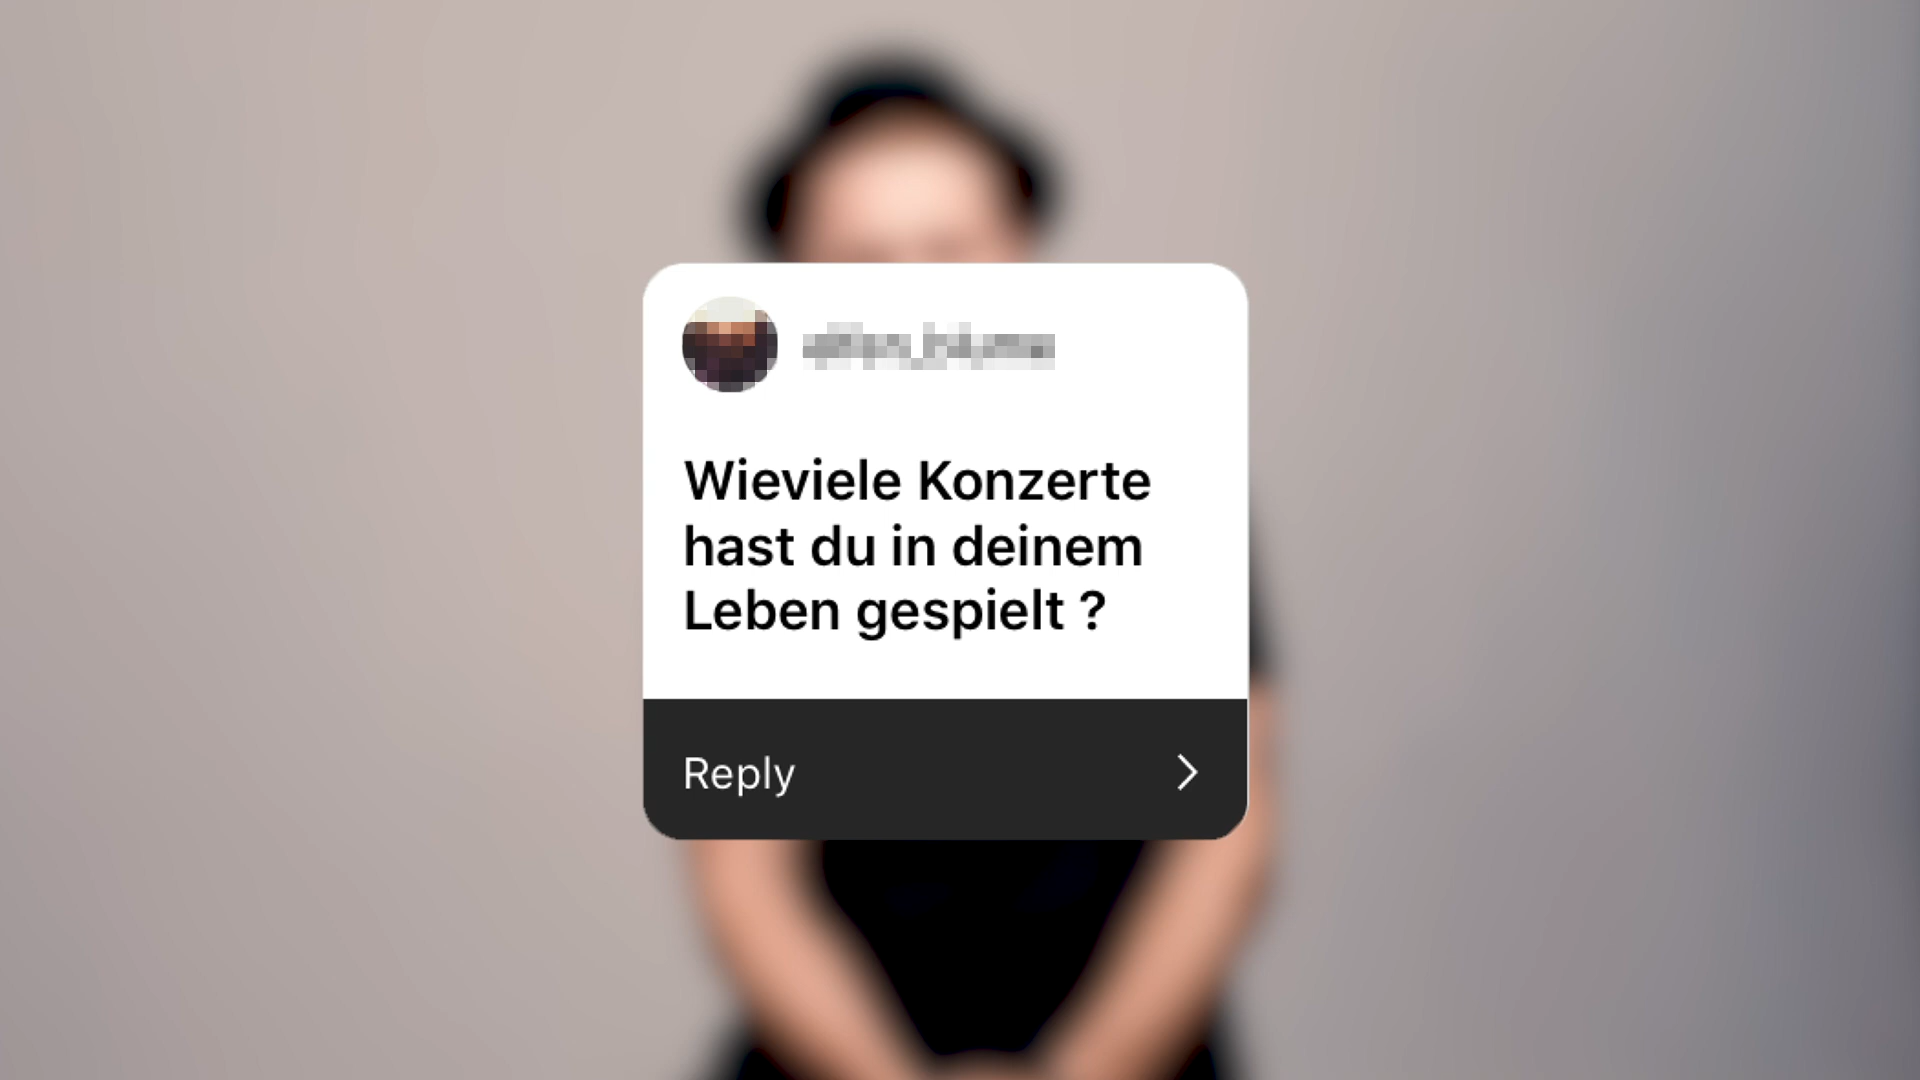 Wieviele Konzerte
hast du in deinem
Leben gespielt ?
Reply